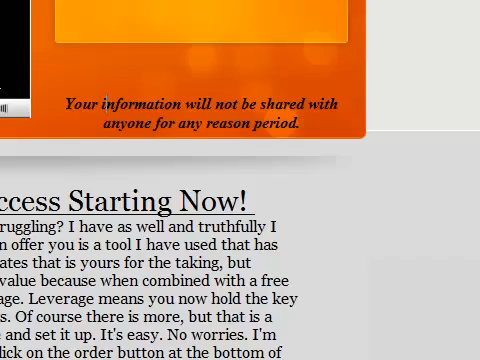 Your information will not be shared with
anyone for any reason period.
ccess Starting Now!
ruggling? I have as well and truthfully I
n offer you is a tool I have used that has
ates that is yours for the taking, but
value because when combined with a free
age. Leverage means you now hold the key
s. Of course there is more, but that is a
e and set it up. It's easy. No worries. I'm
lick on the order button at the bottom of